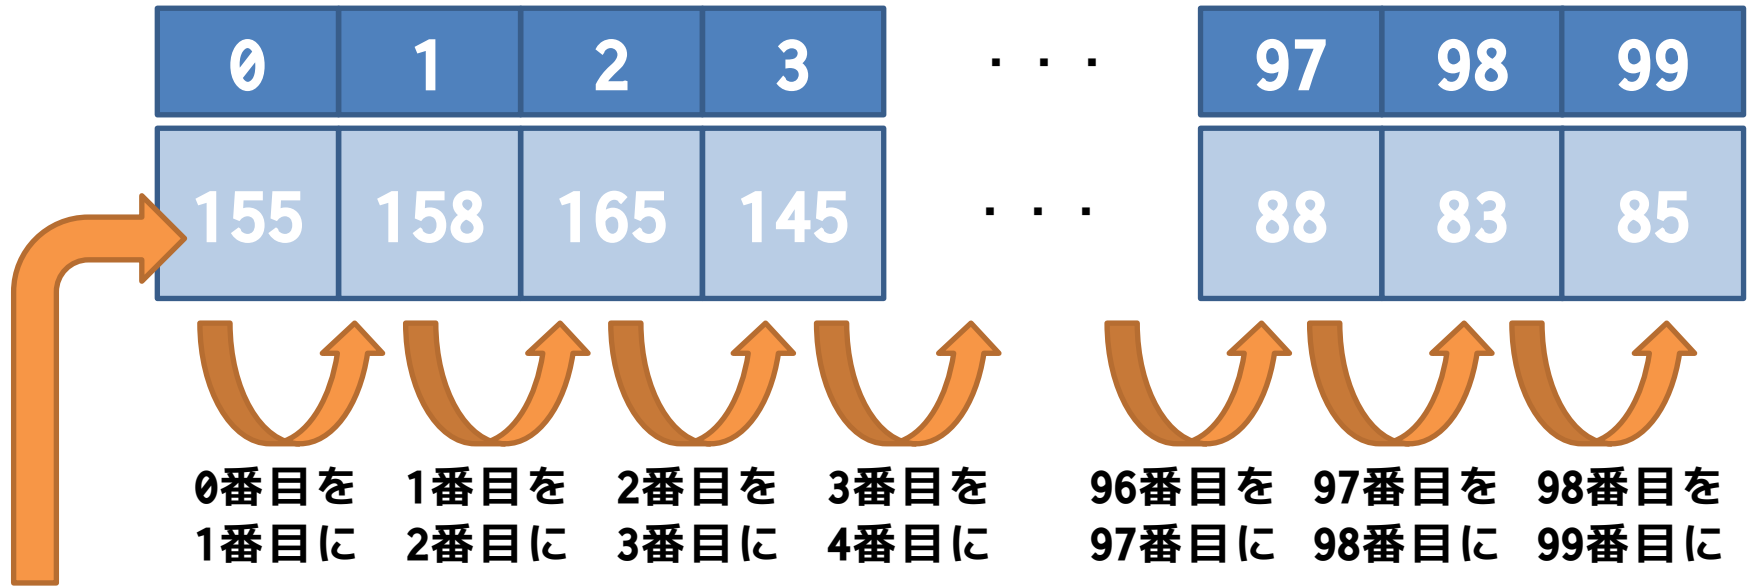 0 1 2 3 ・・・ 97 98 99
155 158 165 145 ・・・ 88 83 85
0番目を 1番目を 2番目を 3番目を 96番目を 97番目を 98番目を
1番目に 2番目に 3番目に 4番目に 97番目に 98番目に 99番目に